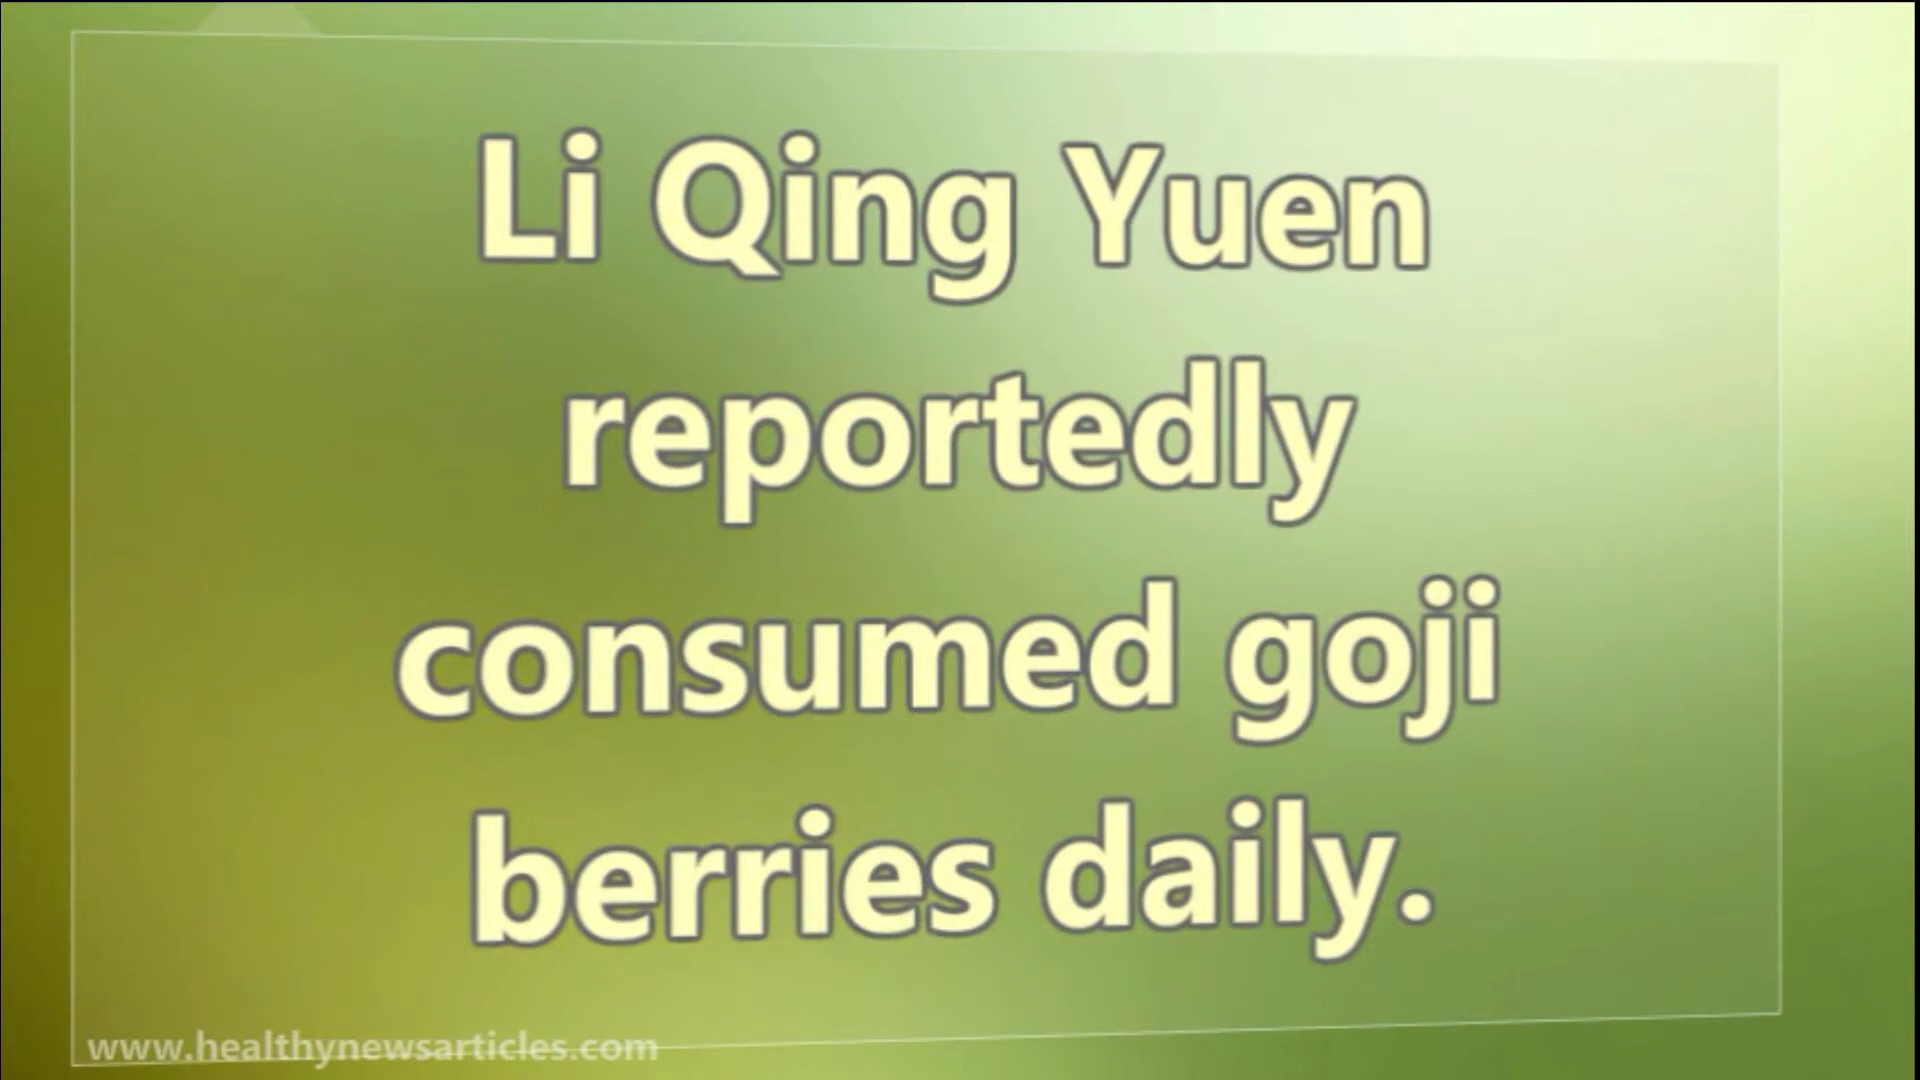 Li Qing Yuen
reportedly
consumed goji
berries daily.
www.healthynewsarticles.com